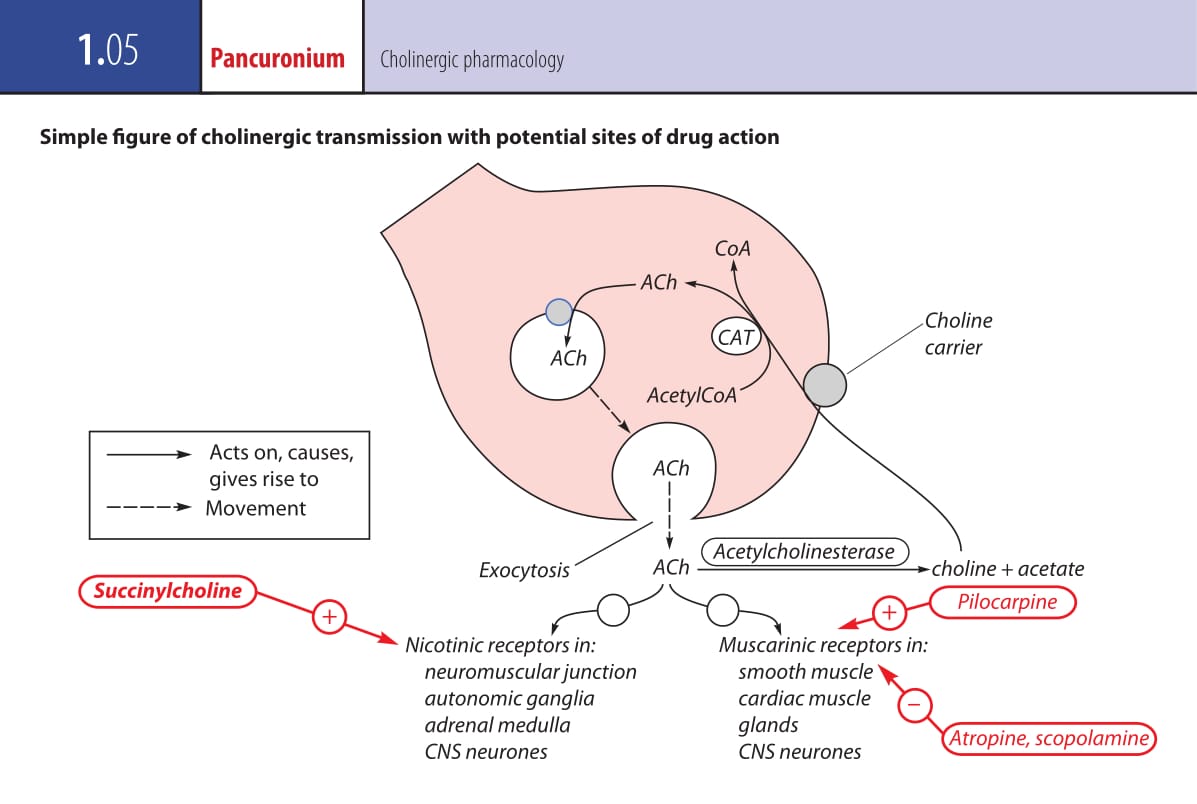 1.05
Pancuronium
Cholinergic pharmacology
Simple figure of cholinergic transmission with potential sites of drug action
CoA
ACh
CAT
ACh
AcetylCoA
Choline
carrier
ACh
Acts on, causes,
gives rise to
Movement
Exocytosis
ACh
Acetylcholinesterase
choline + acetate
Succinylcholine
+
Pilocarpine
+
Nicotinic receptors in:
neuromuscular junction
autonomic ganglia
adrenal medulla
CNS neurones
Muscarinic receptors in:
smooth muscle
cardiac muscle
glands
CNS neurones
−
Atropine, scopolamine